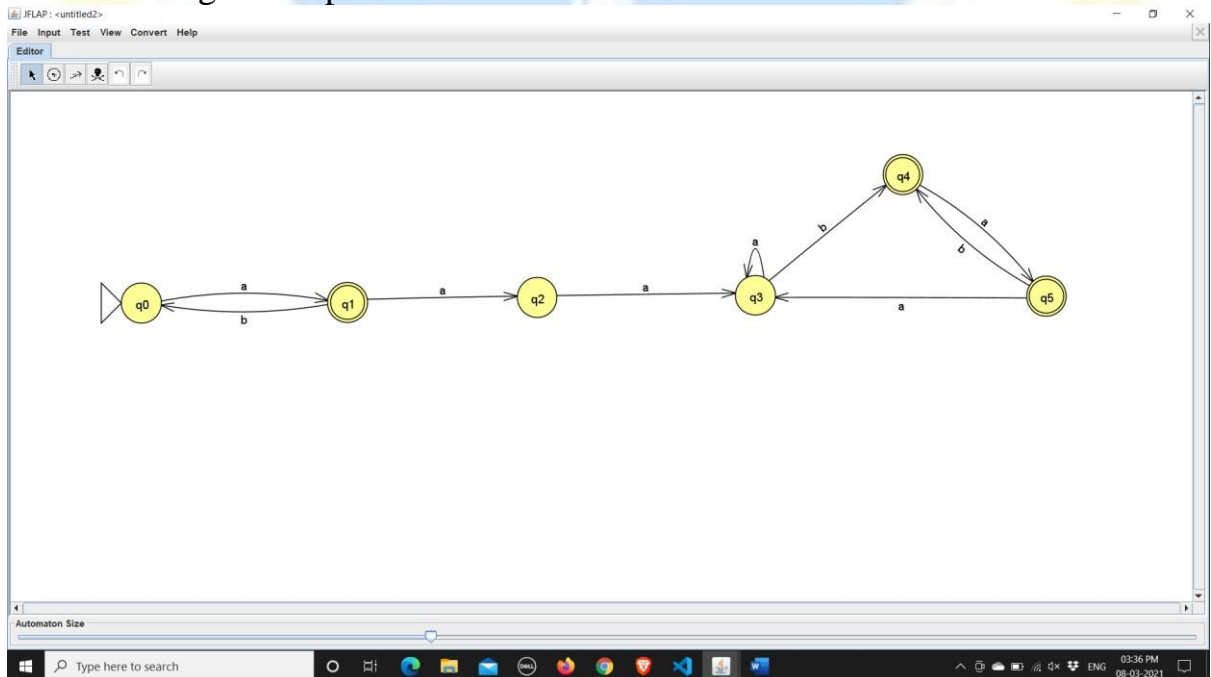 JFLAP : <untitled2>
File Input Test View Convert Help
Editor
a
b
a
a
a
b
a
b
a
q0
q1
q2
q3
q4
q5
Automaton Size
Type here to search
DELL
ENG
03:36 PM
08-03-2021